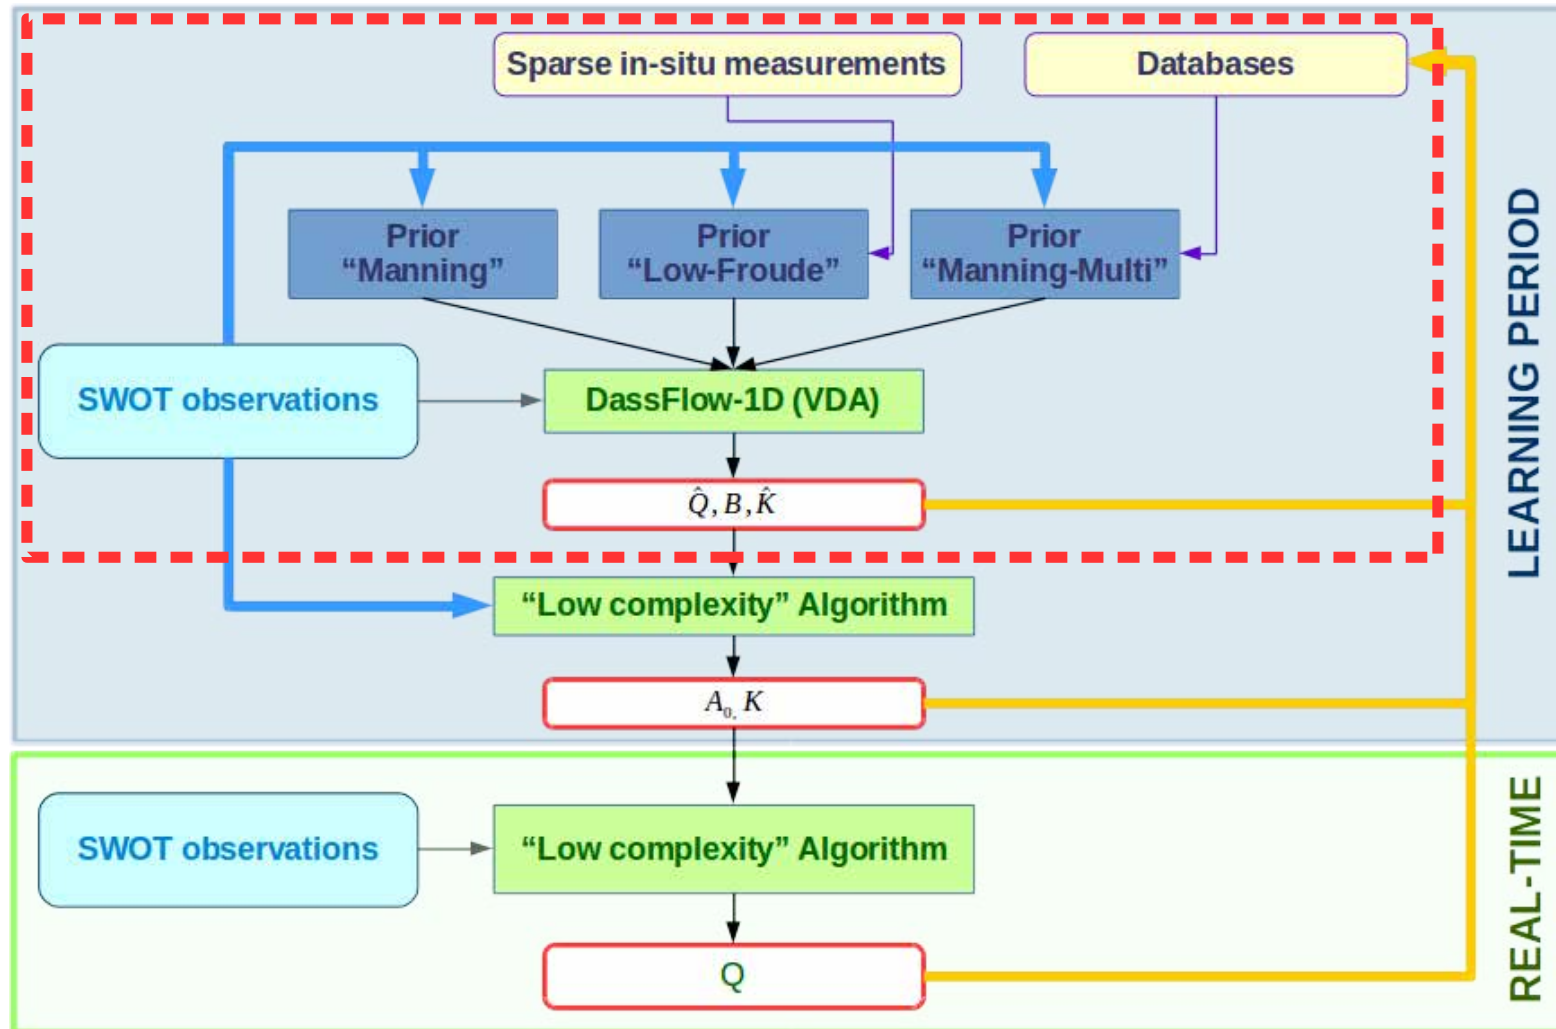 Sparse in-situ measurements
Databases
Prior
“Manning”
Prior
“Low-Froude”
Prior
“Manning-Multi”
SWOT observations
DassFlow-1D (VDA)
Q̂, B, K̂
“Low complexity” Algorithm
A₀, K
LEARNING PERIOD
SWOT observations
“Low complexity” Algorithm
Q
REAL-TIME